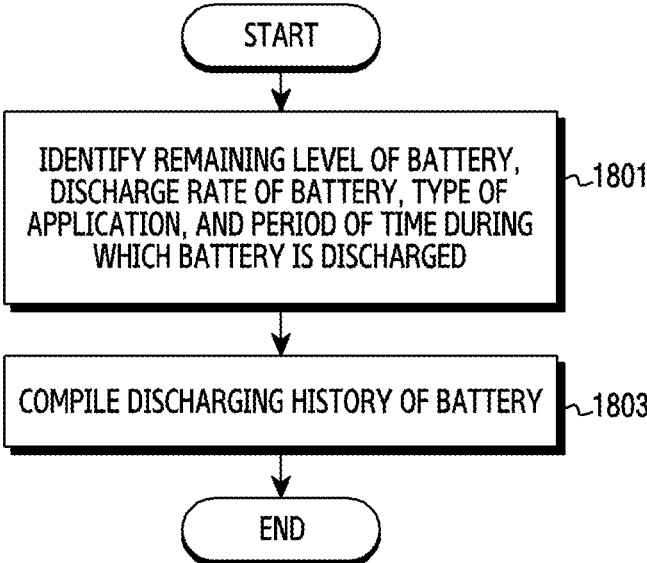 START
IDENTIFY REMAINING LEVEL OF BATTERY,
DISCHARGE RATE OF BATTERY, TYPE OF
APPLICATION, AND PERIOD OF TIME DURING
WHICH BATTERY IS DISCHARGED
1801
COMPILE DISCHARGING HISTORY OF BATTERY
1803
END